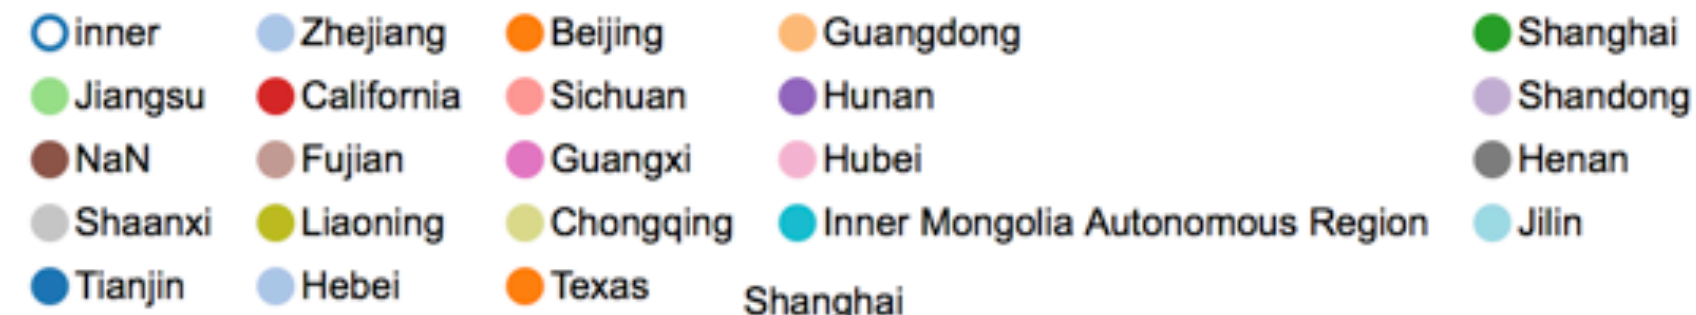 inner Zhejiang Beijing Guangdong Shanghai
Jiangsu California Sichuan Hunan Shandong
NaN Fujian Guangxi Hubei Henan
Shaanxi Liaoning Chongqing Inner Mongolia Autonomous Region Jilin
Tianjin Hebei Texas
Shanghai